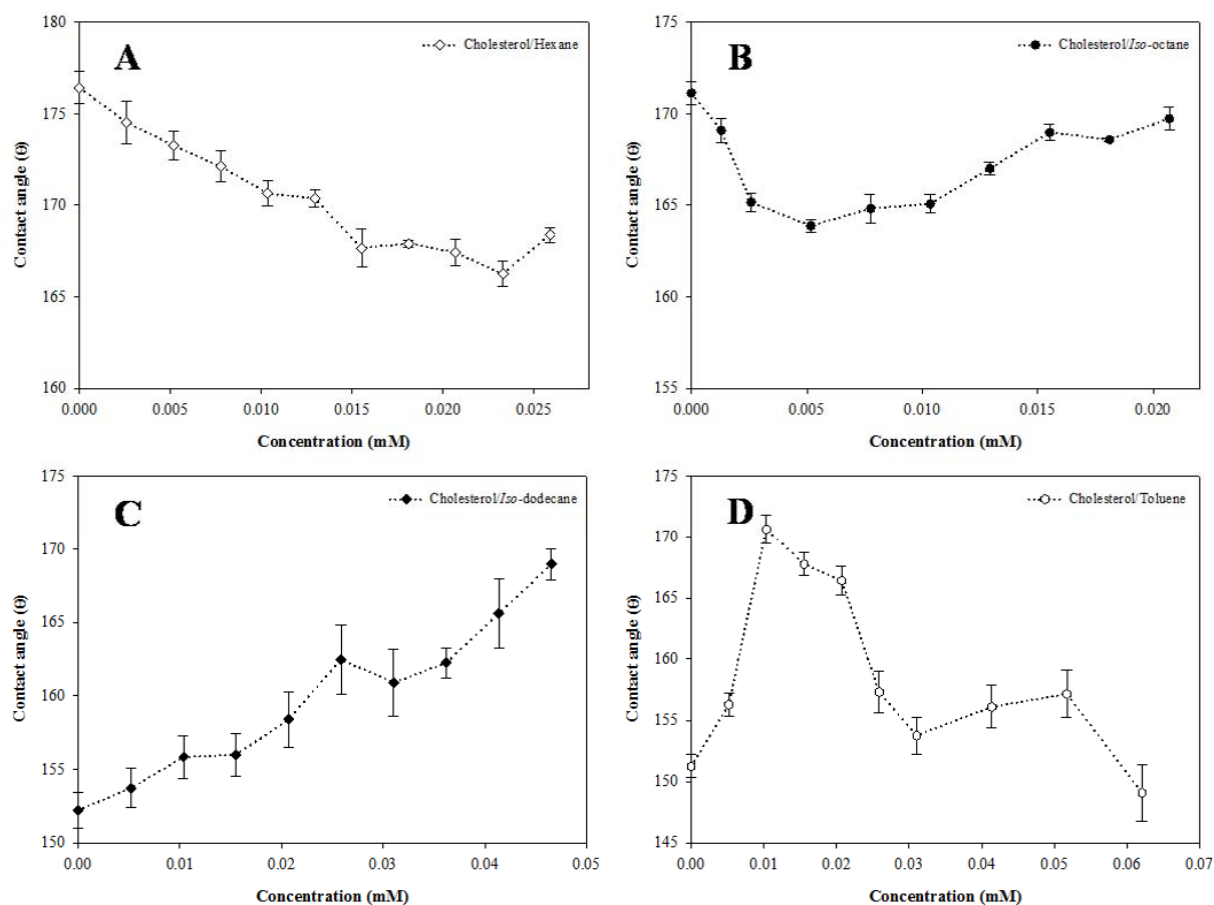 A
Cholesterol/Hexane
Contact angle (θ)
180
175
170
165
160
0.000 0.005 0.010 0.015 0.020 0.025
Concentration (mM)
B
Cholesterol/Iso-octane
Contact angle (θ)
175
170
165
160
155
0.000 0.005 0.010 0.015 0.020
Concentration (mM)
C
Cholesterol/Iso-dodecane
Contact angle (θ)
175
170
165
160
155
150
0.00 0.01 0.02 0.03 0.04 0.05
Concentration (mM)
D
Cholesterol/Toluene
Contact angle (θ)
175
170
165
160
155
150
145
0.00 0.01 0.02 0.03 0.04 0.05 0.06 0.07
Concentration (mM)